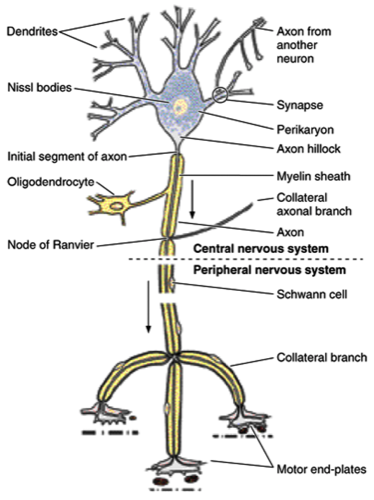 Dendrites
Axon from
another
neuron
Nissl bodies
Synapse
Perikaryon
Axon hillock
Initial segment of axon
Myelin sheath
Oligodendrocyte
Collateral
axonal branch
Axon
Node of Ranvier
Central nervous system
Peripheral nervous system
Schwann cell
Collateral branch
Motor end-plates